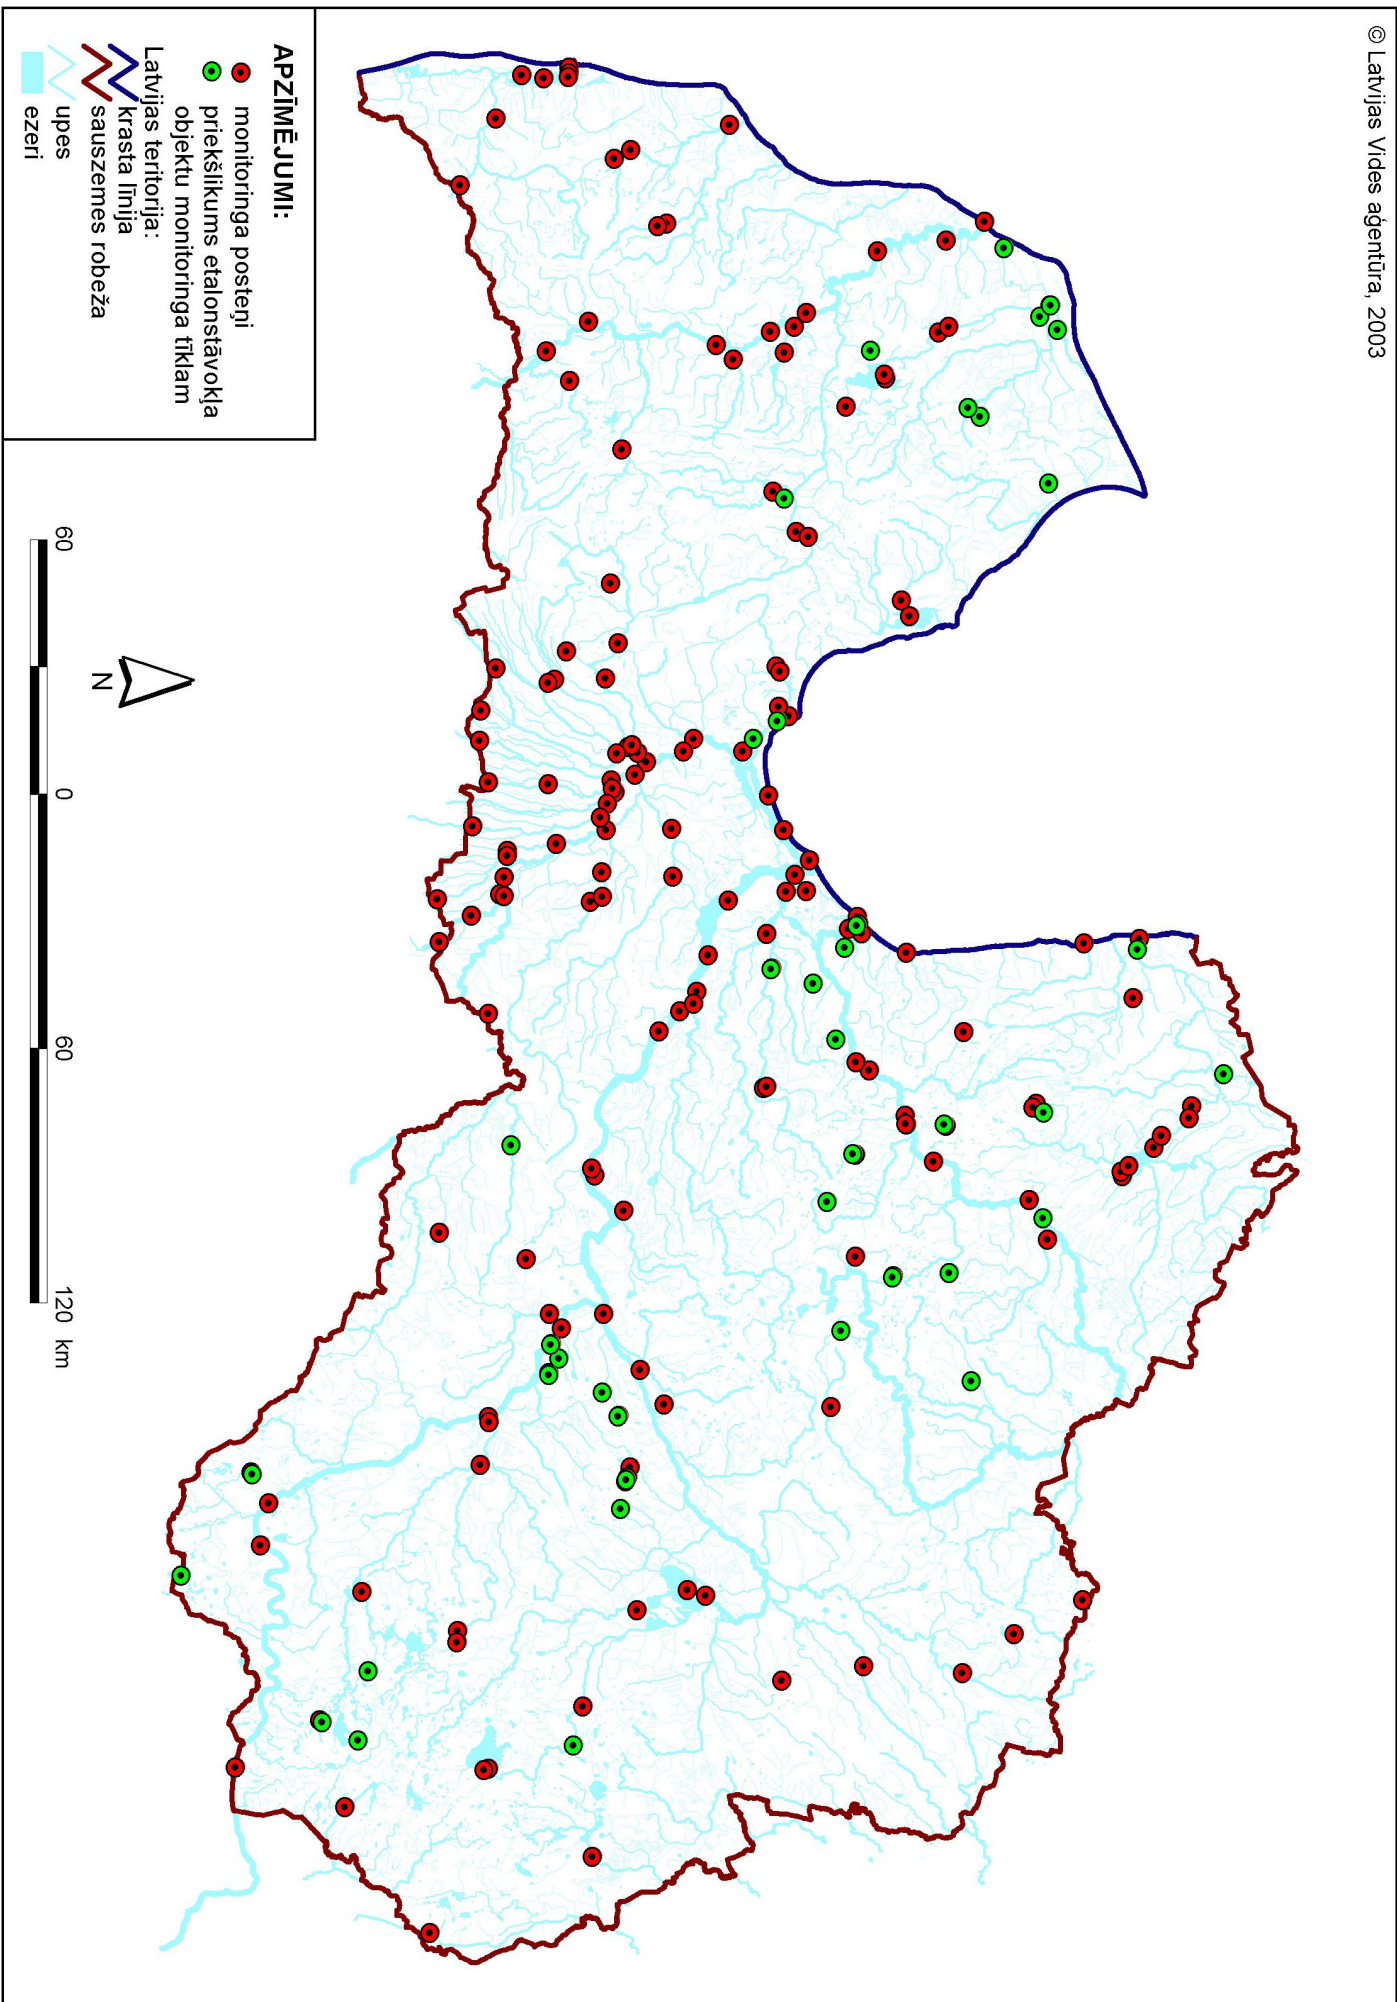 © Latvijas Vides aģentūra, 2003
APZĪMĒJUMI:
monitoringa posteņi
priekšlikums etalonstāvokļa
objektu monitoringa tīklam
Latvijas teritorija:
krasta līnija
sauszemes robeža
upes
ezeri
N
60 0 60 120 km